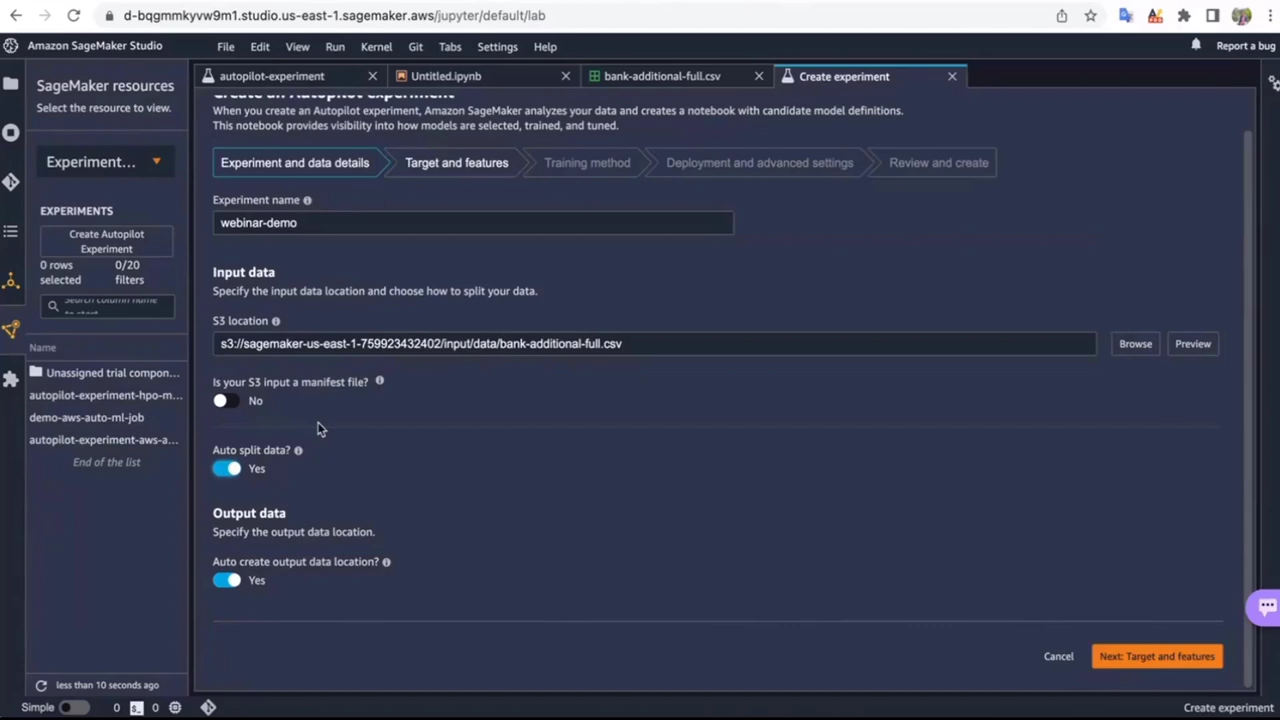 d-bqgmmkyvw9m1.studio.us-east-1.sagemaker.aws/jupyter/default/lab
Amazon SageMaker Studio
File Edit View Run Kernel Git Tabs Settings Help
Report a bug
SageMaker resources
Select the resource to view.
Experiment...
EXPERIMENTS
Create Autopilot
Experiment
0 rows
selected
0/20
filters
Search column name
to start
Name
Unassigned trial compon...
autopilot-experiment-hpo-m...
demo-aws-auto-ml-job
autopilot-experiment-aws-a...
End of the list
less than 10 seconds ago
autopilot-experiment
Untitled.ipynb
bank-additional-full.csv
Create experiment
Create an Autopilot experiment
When you create an Autopilot experiment, Amazon SageMaker analyzes your data and creates a notebook with candidate model definitions.
This notebook provides visibility into how models are selected, trained, and tuned.
Experiment and data details
Target and features
Training method
Deployment and advanced settings
Review and create
Experiment name
webinar-demo
Input data
Specify the input data location and choose how to split your data.
S3 location
s3://sagemaker-us-east-1-759923432402/input/data/bank-additional-full.csv
Browse
Preview
Is your S3 input a manifest file?
No
Auto split data?
Yes
Output data
Specify the output data location.
Auto create output data location?
Yes
Cancel
Next: Target and features
Simple
0
$_
0
Create experiment